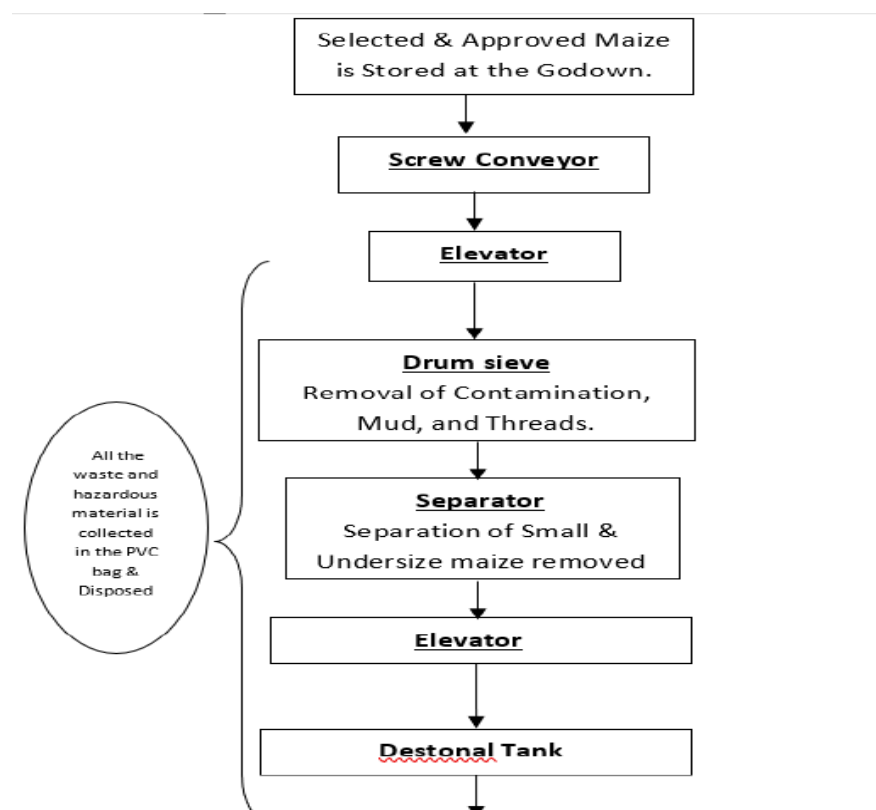 Selected & Approved Maize
is Stored at the Godown.
Screw Conveyor
Elevator
Drum sieve
Removal of Contamination,
Mud, and Threads.
All the
waste and
hazardous
material is
collected
in the PVC
bag &
Disposed
Separator
Separation of Small &
Undersize maize removed
Elevator
Destonal Tank